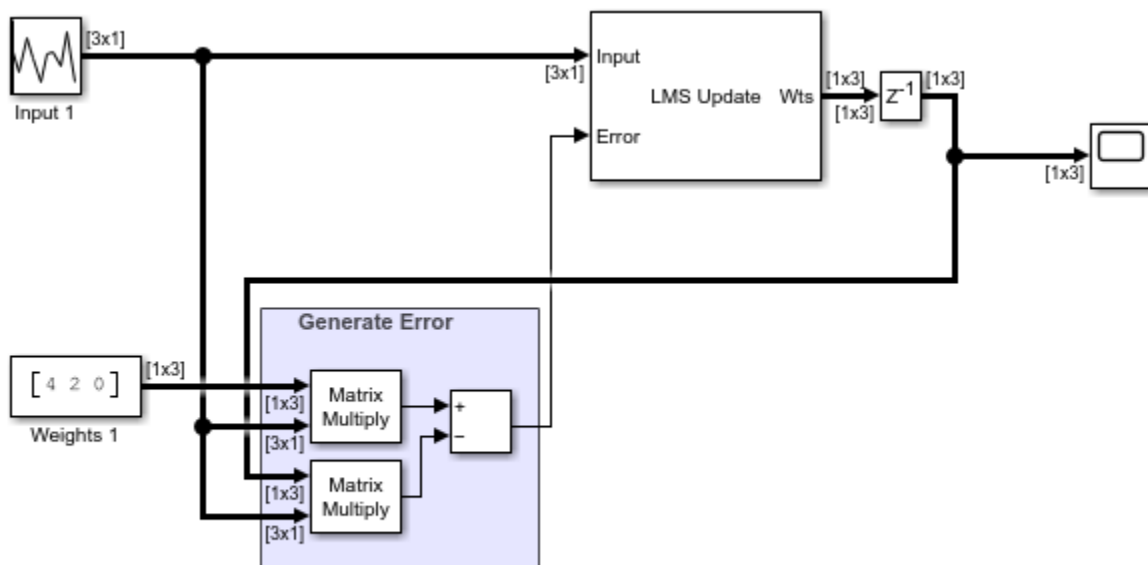 [3x1]
Input 1
[3x1]
Input
LMS Update
Wts
Error
[1x3]
[1x3]
Z-1
[1x3]
[1x3]
Generate Error
[ 4 2 0 ]
[1x3]
Weights 1
[1x3]
[3x1]
Matrix
Multiply
[1x3]
[3x1]
Matrix
Multiply
+
−